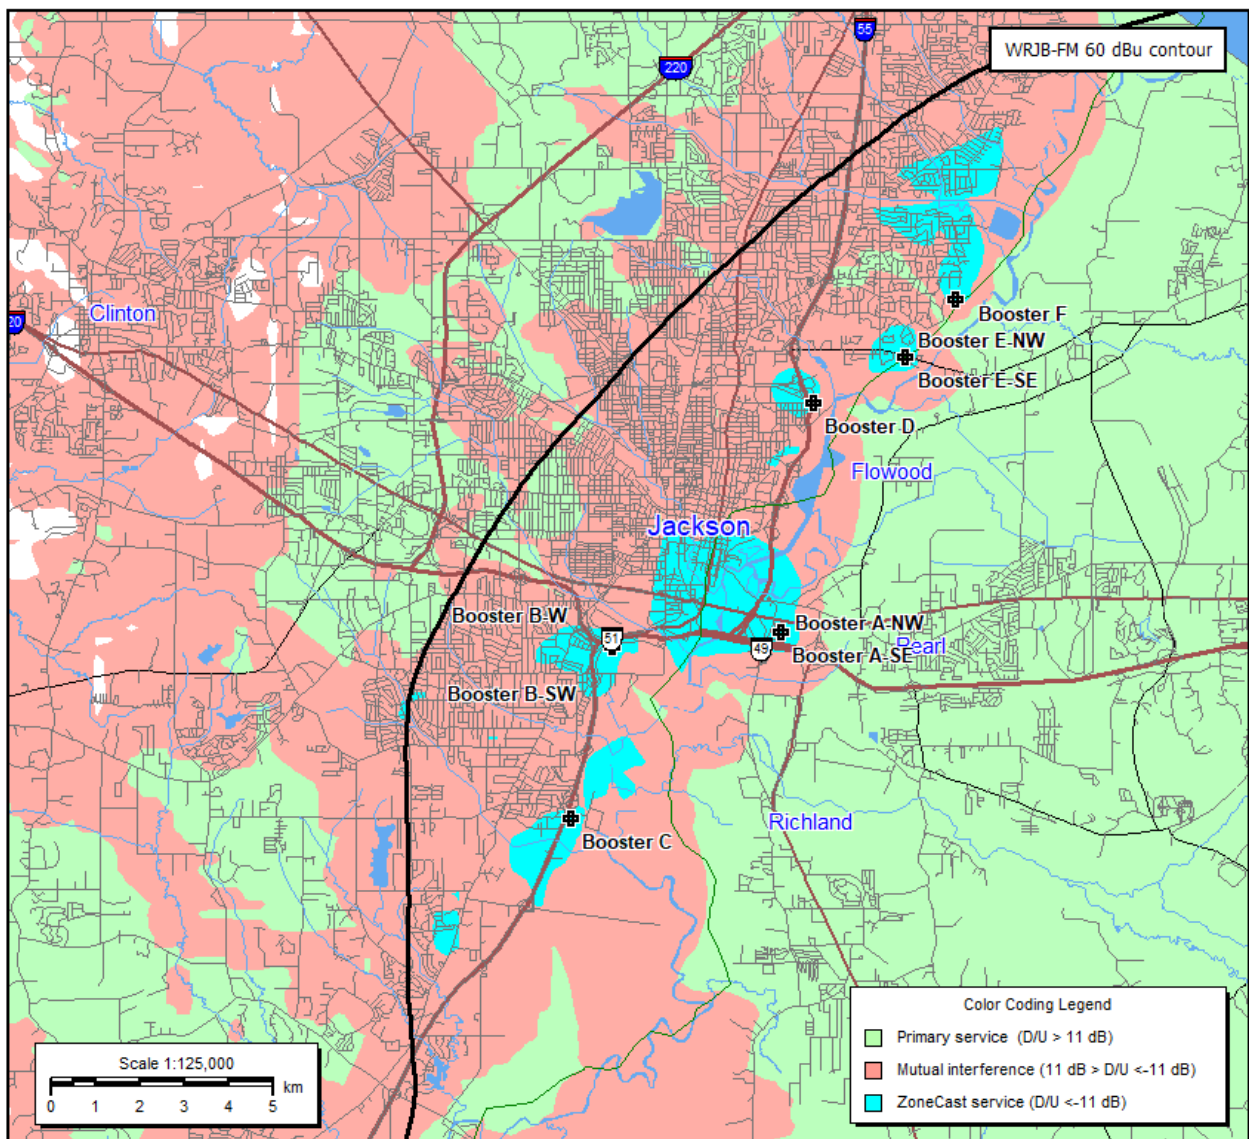 55
WRJB-FM 60 dBu contour
220
Clinton
20
Booster F
Booster E-NW
Booster E-SE
Booster D
Flowood
Jackson
Booster B-W
51
Booster A-NW
Pearl
49
Booster A-SE
Booster B-SW
Richland
Booster C
Color Coding Legend
Primary service (D/U > 11 dB)
Mutual interference (11 dB > D/U <-11 dB)
ZoneCast service (D/U <-11 dB)
Scale 1:125,000
km
0 1 2 3 4 5